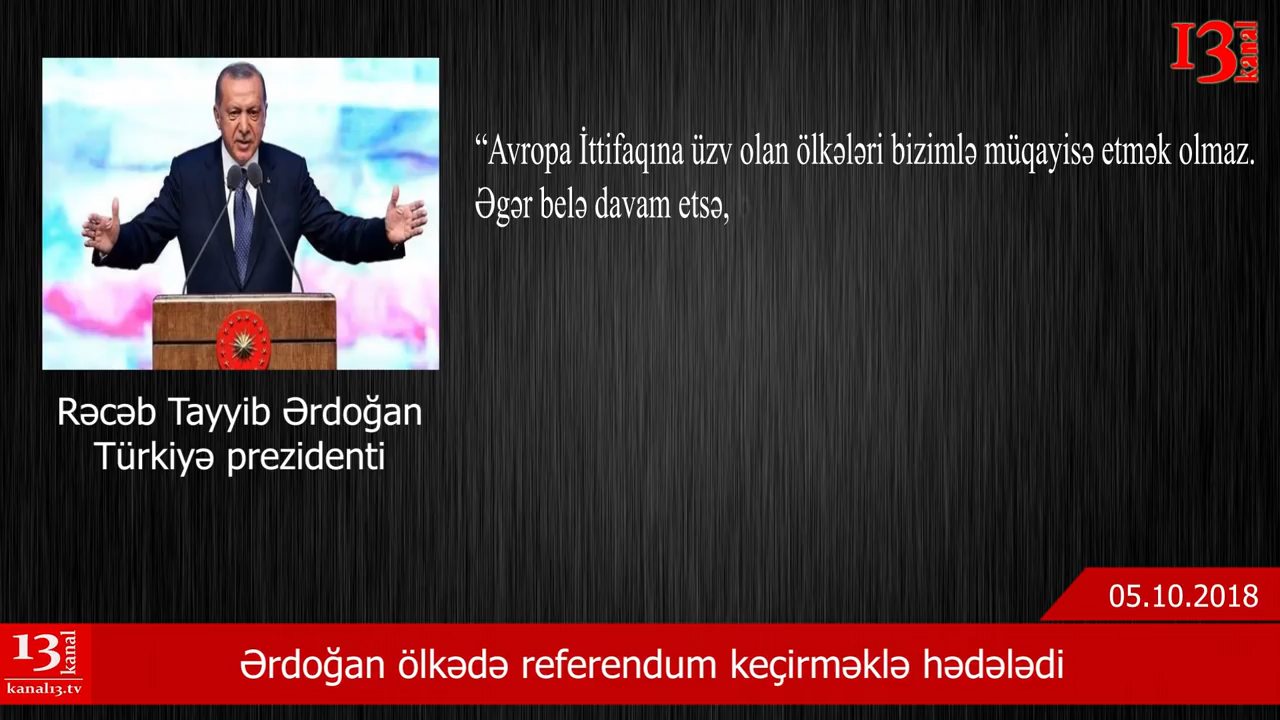 13 kanal
“Avropa İttifaqına üzv olan ölkələri bizimlə müqayisə etmək olmaz.
Əgər belə davam etsə,
Rəcəb Tayyib Ərdoğan
Türkiyə prezidenti
05.10.2018
13 kanal
kanal13.tv
Ərdoğan ölkədə referendum keçirməklə hədələdi